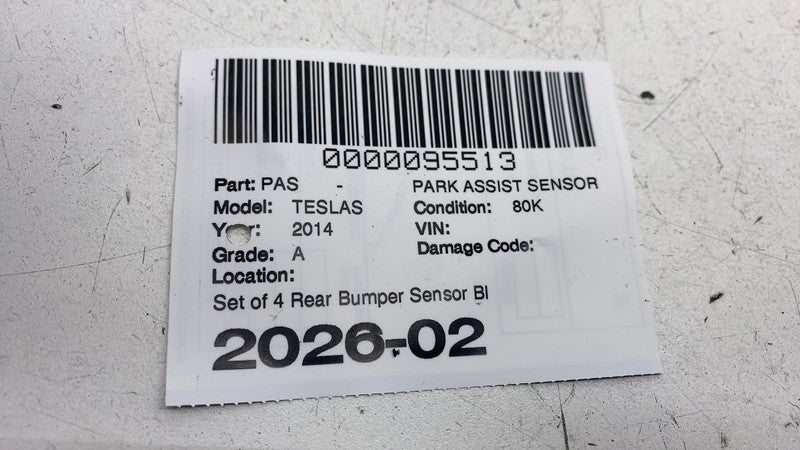 0000095513
Part: PAS - PARK ASSIST SENSOR
Model: TESLAS Condition: 80K
Year: 2014 VIN:
Grade: A Damage Code:
Location:
Set of 4 Rear Bumper Sensor Bl
2026-02